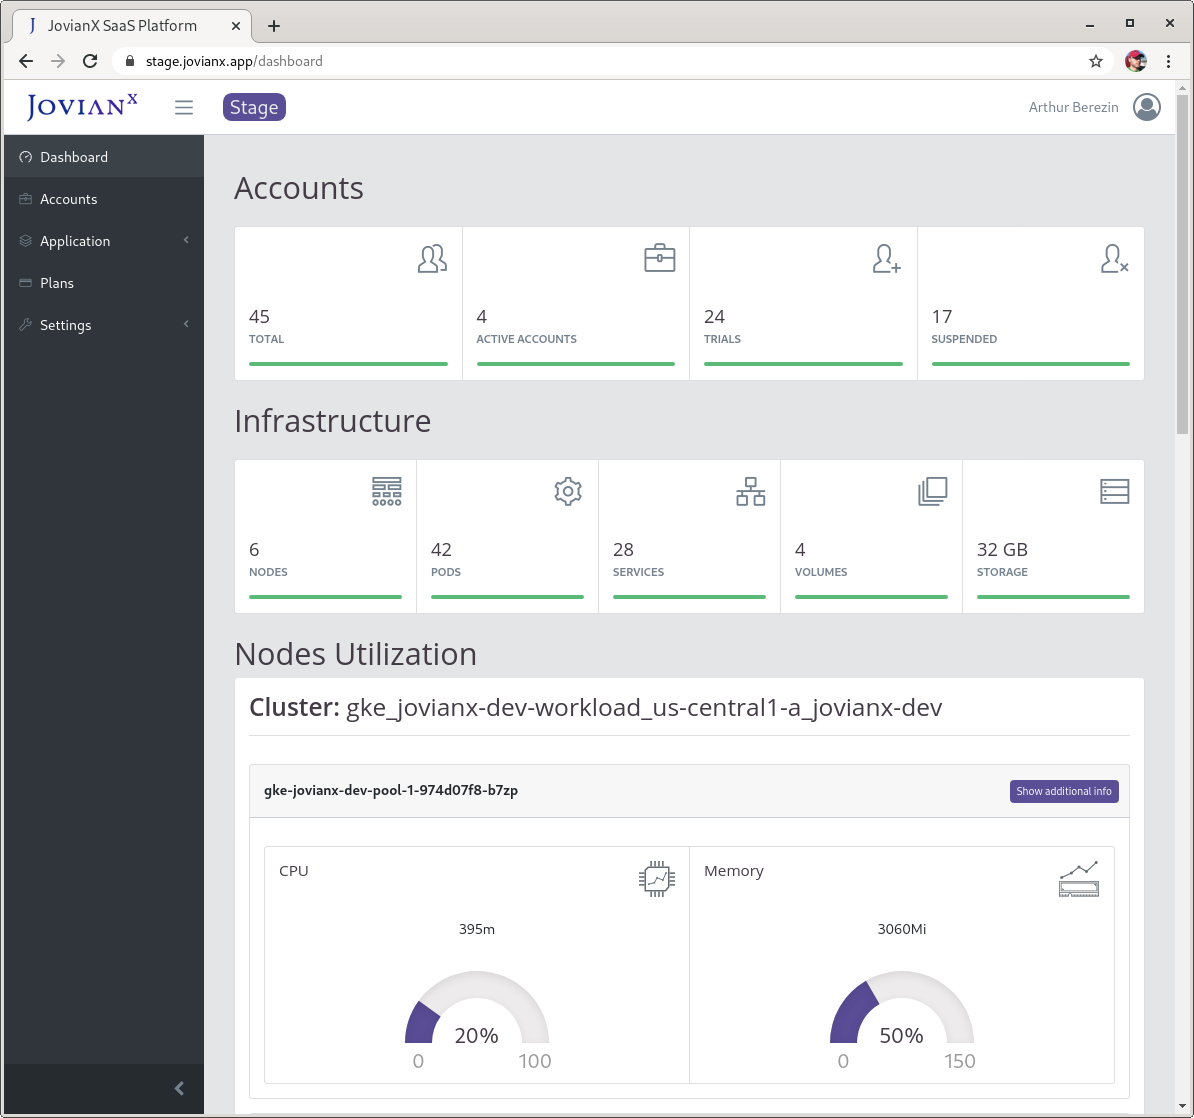 J JovianX SaaS Platform
stage.jovianx.app/dashboard
JOVIANX Stage Arthur Berezin
Dashboard
Accounts
Application
Plans
Settings
Accounts
45
TOTAL
4
ACTIVE ACCOUNTS
24
TRIALS
17
SUSPENDED
Infrastructure
6
NODES
42
PODS
28
SERVICES
4
VOLUMES
32 GB
STORAGE
Nodes Utilization
Cluster: gke_jovianx-dev-workload_us-central1-a_jovianx-dev
gke-jovianx-dev-pool-1-974d07f8-b7zp Show additional info
CPU
395m
20%
0 100
Memory
3060Mi
50%
0 150